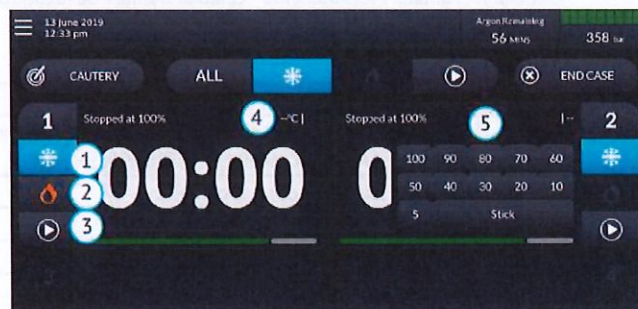 13 June 2019
12:33 pm
Argon Remaining
56 MINS
358 bar
CAUTERY
ALL
END CASE
1
Stopped at 100%
4
--°C |
Stopped at 100%
5
| --
2
1
2
3
00:00
0
100 90 80 70 60
50 40 30 20 10
5 Stick
3